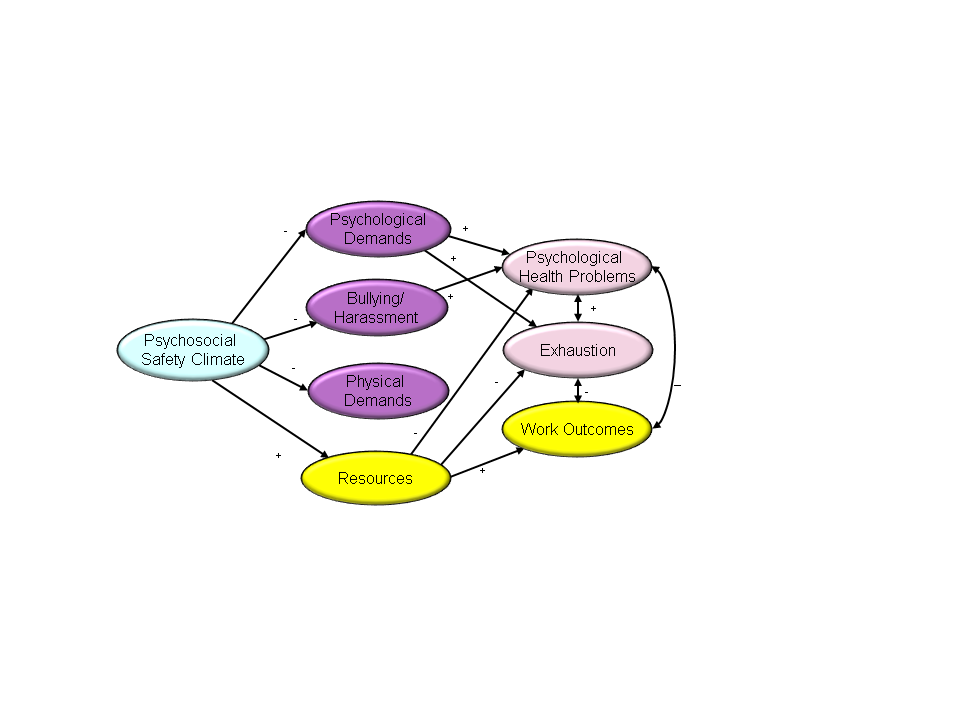 Psychological
Demands
Bullying/
Harassment
Physical
Demands
Resources
Psychosocial
Safety Climate
Psychological
Health Problems
Exhaustion
Work Outcomes
-
-
-
+
+
+
+
-
-
+
+
-
–